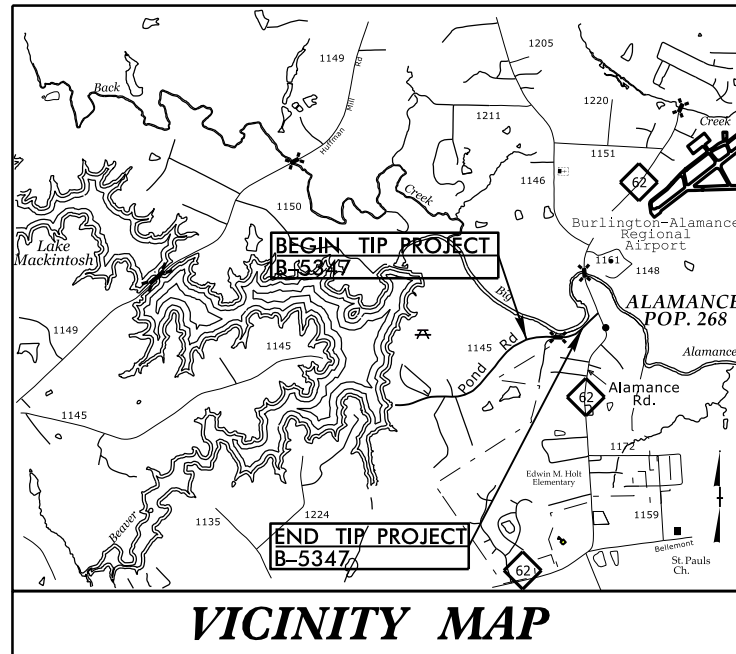 1205
1149
Rd
Back
Mill
Huffman
1220
1211
Creek
1151
1146
62
Creek
1150
Burlington-Alamance
Regional
Airport
Lake
Mackintosh
BEGIN TIP PROJECT
B-5347
1161
1148
Big
ALAMANCE
POP. 268
1149
1145
1145
Pond Rd
Alamance
Alamance
Rd.
62
1145
1172
Edwin M. Holt
Elementary
1224
1159
1135
Beaver
END TIP PROJECT
B-5347
Bellemont
St. Pauls
Ch.
62
VICINITY MAP